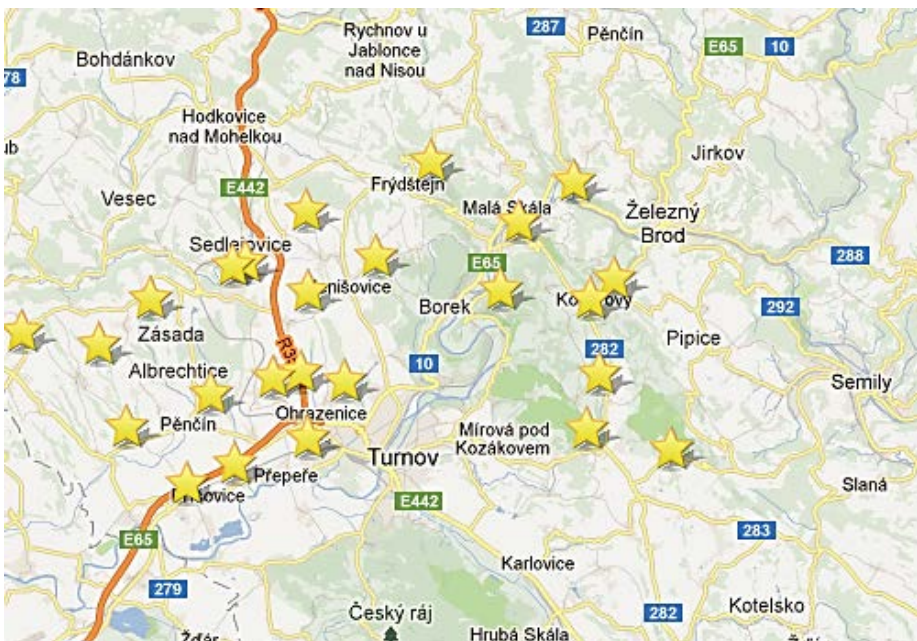 287
Pěnčín
Rychnov u
Jablonce
nad Nisou
E65
10
Bohdánkov
Hodkovice
nad Mohelkou
Jirkov
E442
Frýdštejn
Vesec
Malá Skála
Železný
Brod
Sedlejovice
288
E65
Borek
292
Zásada
Pipice
282
10
Albrechtice
Semily
Ohrazenice
Pěnčín
Mírová pod
Kozákovem
Turnov
Přepeře
Slaná
E442
283
E65
Karlovice
279
Český ráj
282
Kotelsko
Hrubá Skála